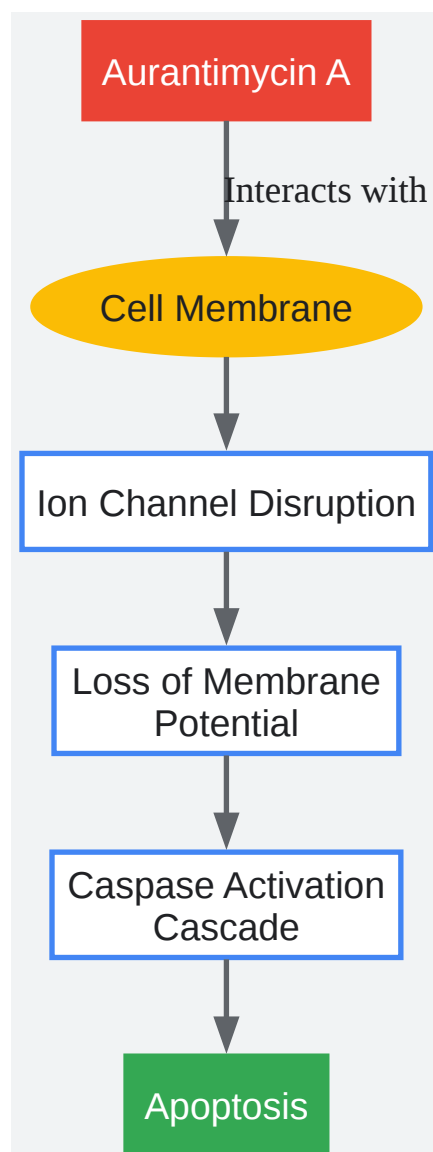 Aurantimycin A
Interacts with
Cell Membrane
Ion Channel Disruption
Loss of Membrane
Potential
Caspase Activation
Cascade
Apoptosis